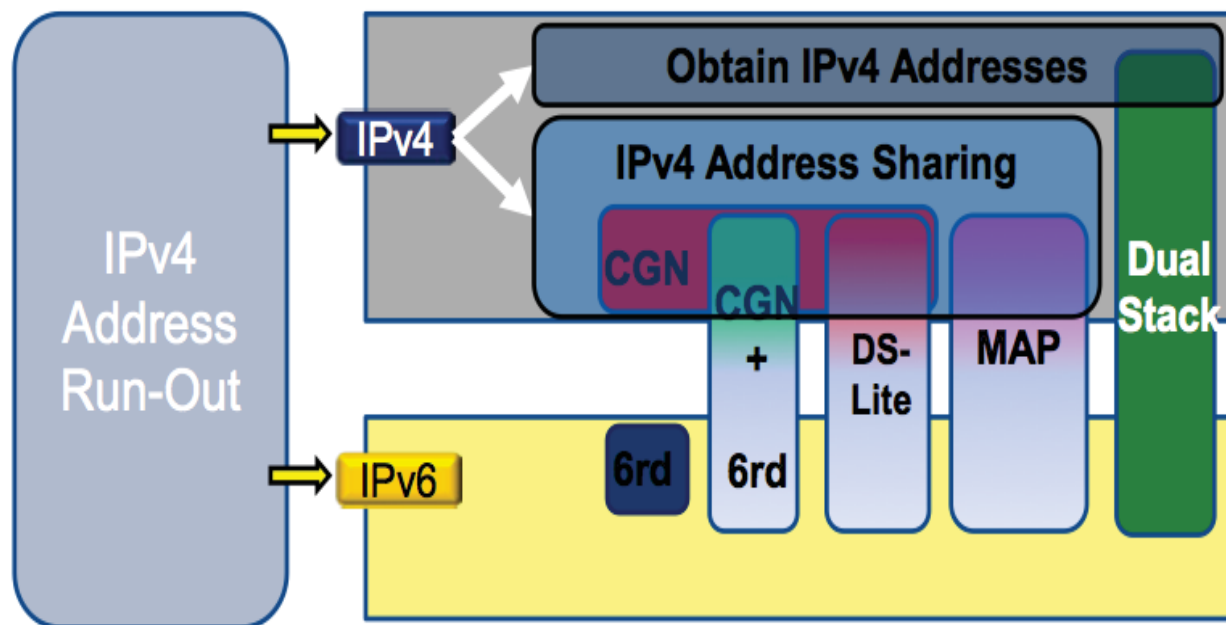 IPv4
Address
Run-Out
IPv4
IPv6
Obtain IPv4 Addresses
IPv4 Address Sharing
CGN
CGN
+
6rd
DS-
Lite
MAP
Dual
Stack
6rd